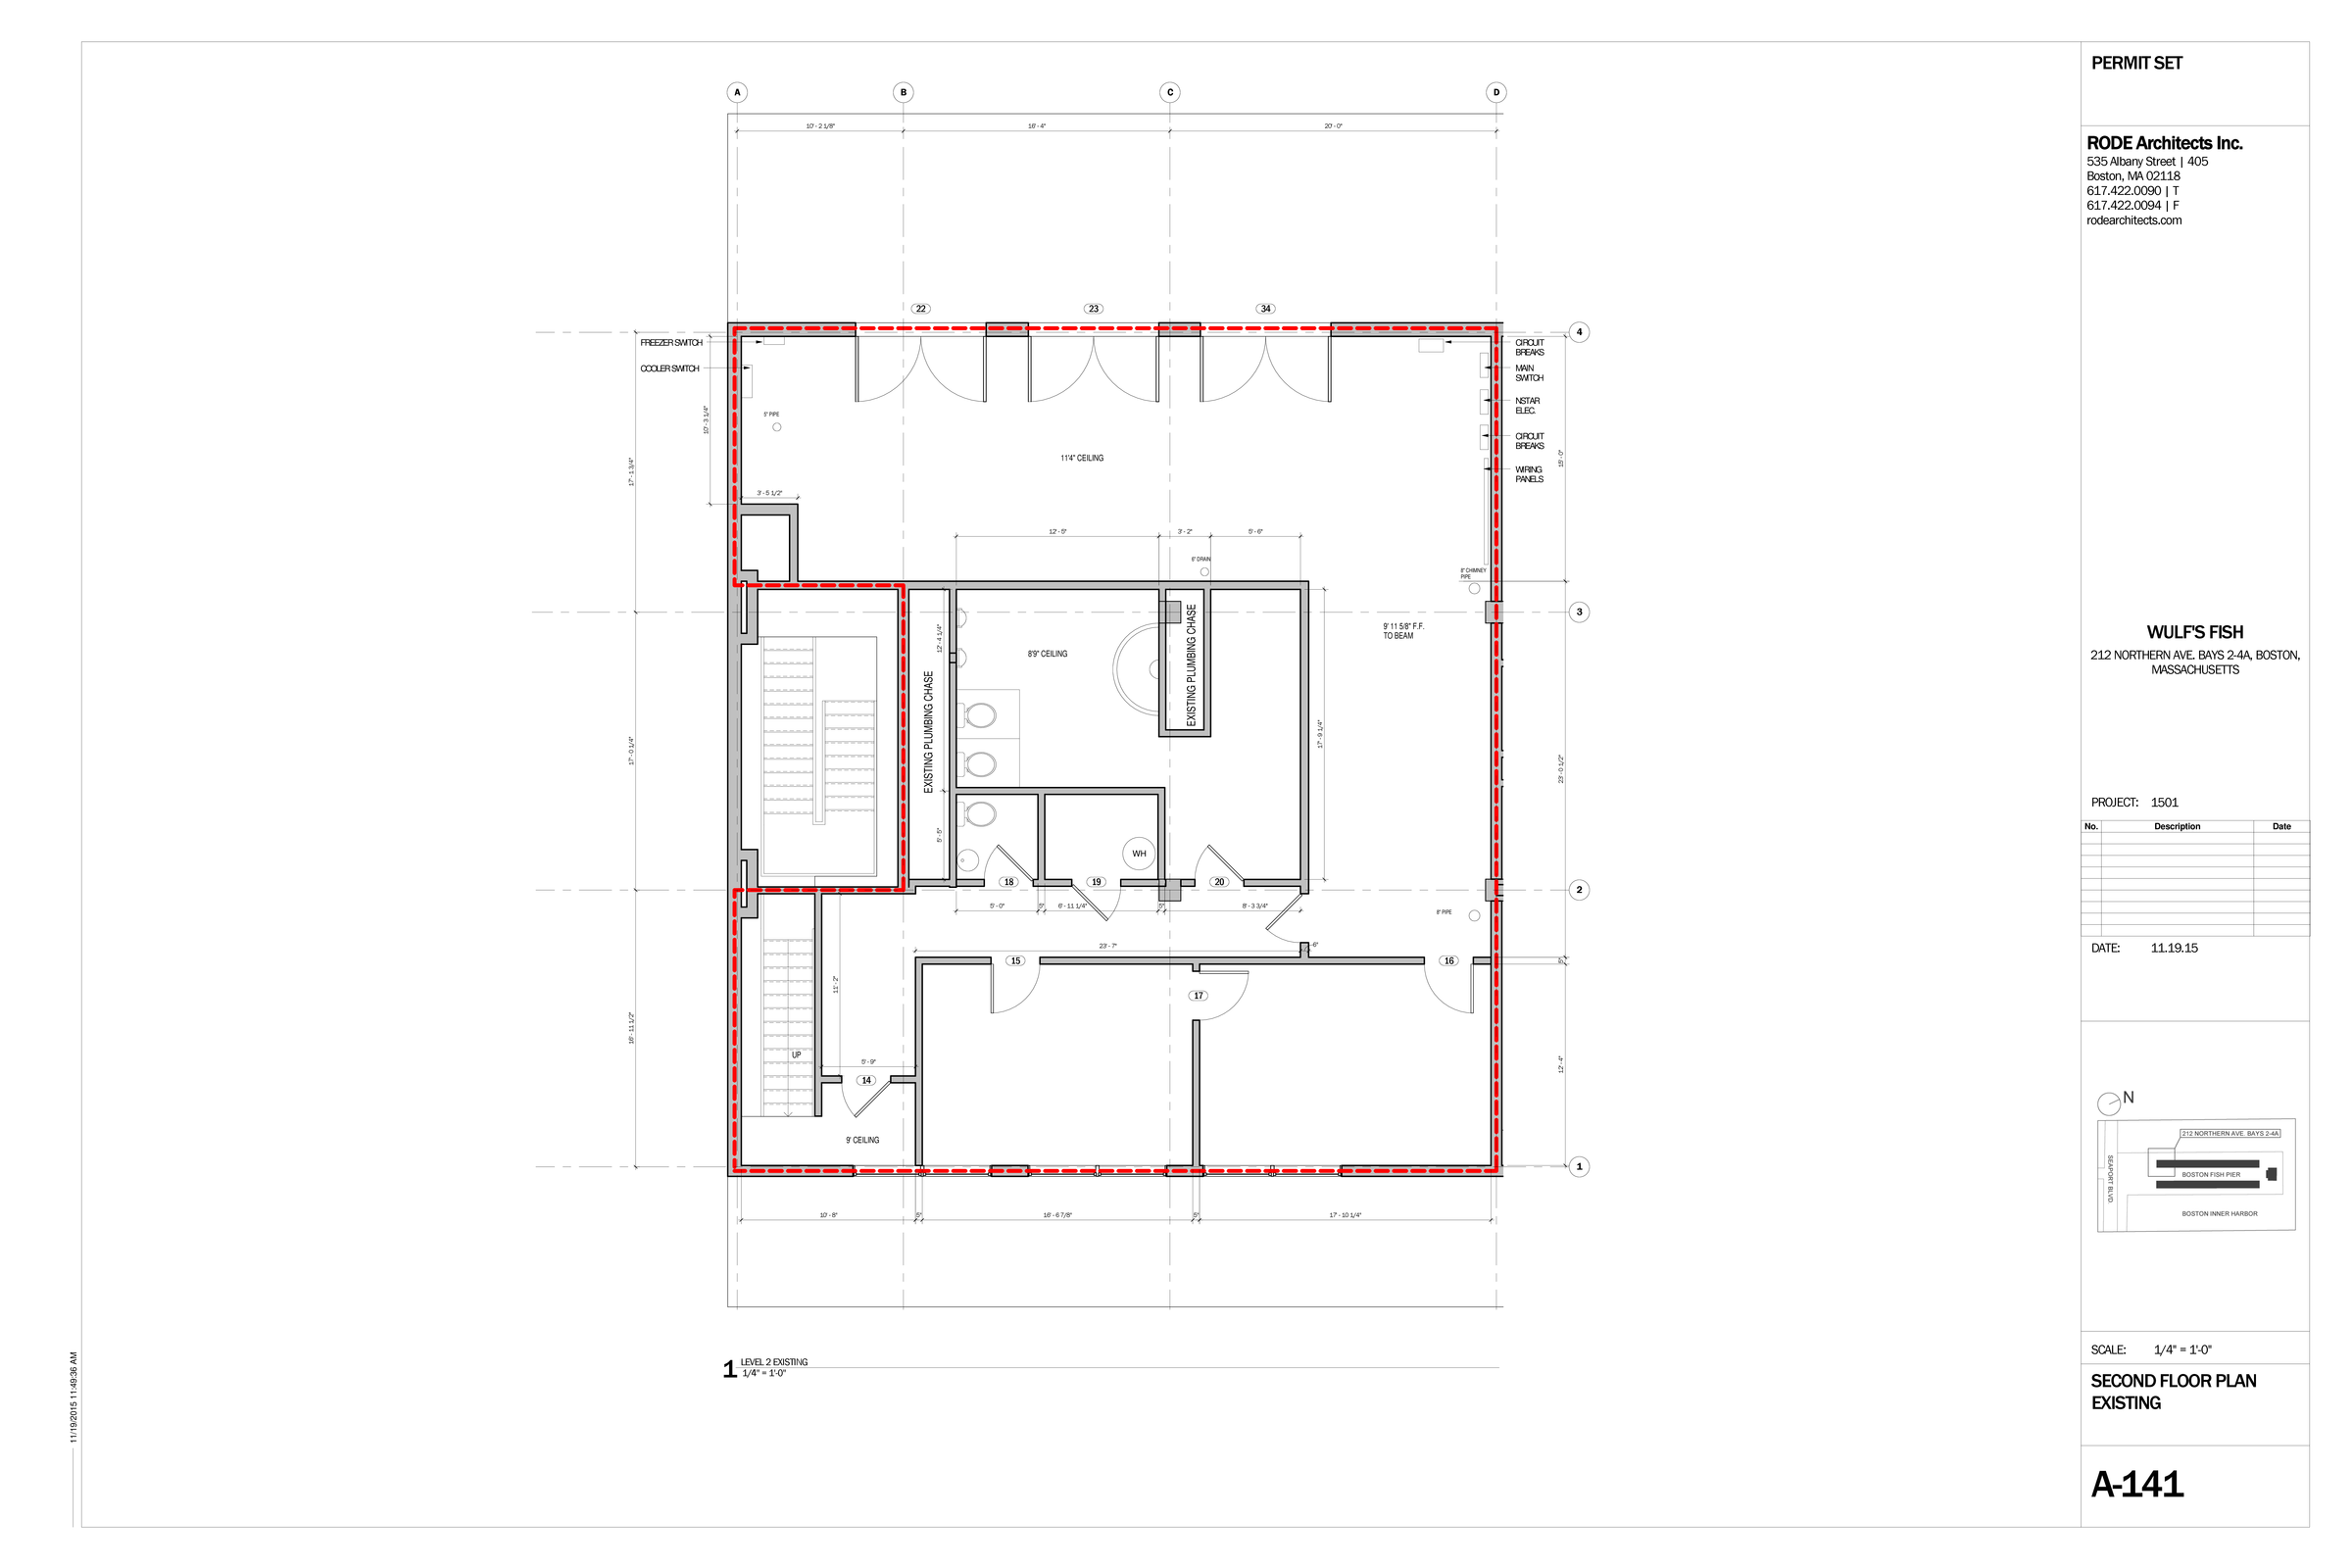 PERMIT SET
RODE Architects Inc.
535 Albany Street | 405
Boston, MA 02118
617.422.0090 | T
617.422.0094 | F
rodearchitects.com
A
B
C
D
10' - 2 1/8"
16' - 4"
20' - 0"
22
23
34
4
FREEZER SWITCH
COOLER SWITCH
CIRCUIT
BREAKS
MAIN
SWITCH
NSTAR
ELEC.
CIRCUIT
BREAKS
WIRING
PANELS
5" PIPE
10' - 3 1/4"
17' - 1 3/4"
11'4" CEILING
15' - 0"
3' - 5 1/2"
12' - 5"
3' - 2"
5' - 6"
6" DRAIN
8" CHIMNEY
PIPE
3
9' 11 5/8" F.F.
TO BEAM
12' - 4 1/4"
8'9" CEILING
EXISTING PLUMBING CHASE
EXISTING PLUMBING CHASE
17' - 0 1/4"
17' - 9 1/4"
23' - 0 1/2"
5' - 5"
WH
18
19
20
2
5' - 0"
5"
6' - 11 1/4"
5"
8' - 3 3/4"
8" PIPE
23' - 7"
6"
15
16
5"
17
11' - 2"
16' - 11 1/2"
UP
5' - 9"
14
12' - 4"
9' CEILING
1
10' - 8"
5"
16' - 6 7/8"
5"
17' - 10 1/4"
1
LEVEL 2 EXISTING
1/4" = 1'-0"
11/19/2015 11:49:36 AM
WULF'S FISH
212 NORTHERN AVE. BAYS 2-4A, BOSTON,
MASSACHUSETTS
PROJECT: 1501
No. Description Date
DATE: 11.19.15
N
212 NORTHERN AVE. BAYS 2-4A
SEAPORT BLVD.
BOSTON FISH PIER
BOSTON INNER HARBOR
SCALE: 1/4" = 1'-0"
SECOND FLOOR PLAN
EXISTING
A-141